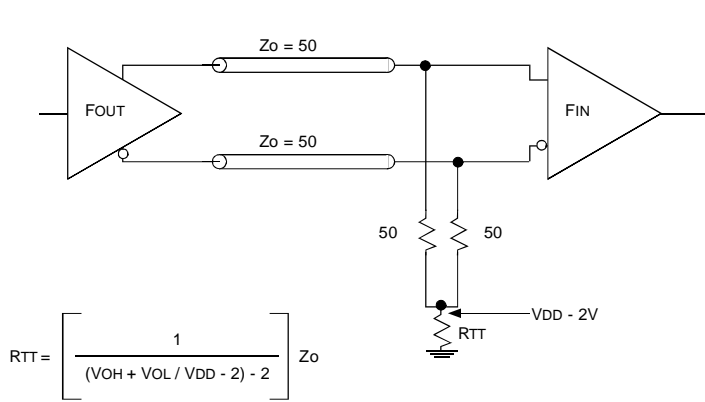 Zo = 50
FOUT
FIN
Zo = 50
50
50
VDD - 2V
RTT
RTT = [ 1 / (VOH + VOL / VDD - 2) - 2 ] Zo